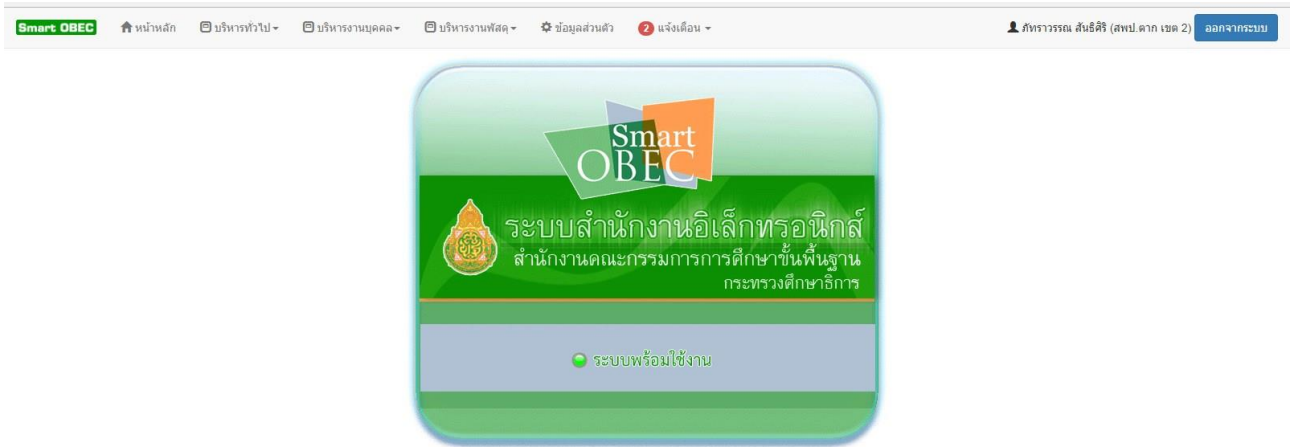 Smart OBEC หน้าหลัก บริหารทั่วไป บริหารงานบุคคล บริหารงานพัสดุ ข้อมูลส่วนตัว 2 แจ้งเตือน ภัทราวรรณ สันธิศิริ (สพป.ตาก เขต 2) ออกจากระบบ
Smart
OBEC
ระบบสำนักงานอิเล็กทรอนิกส์
สำนักงานคณะกรรมการการศึกษาขั้นพื้นฐาน
กระทรวงศึกษาธิการ
ระบบพร้อมใช้งาน